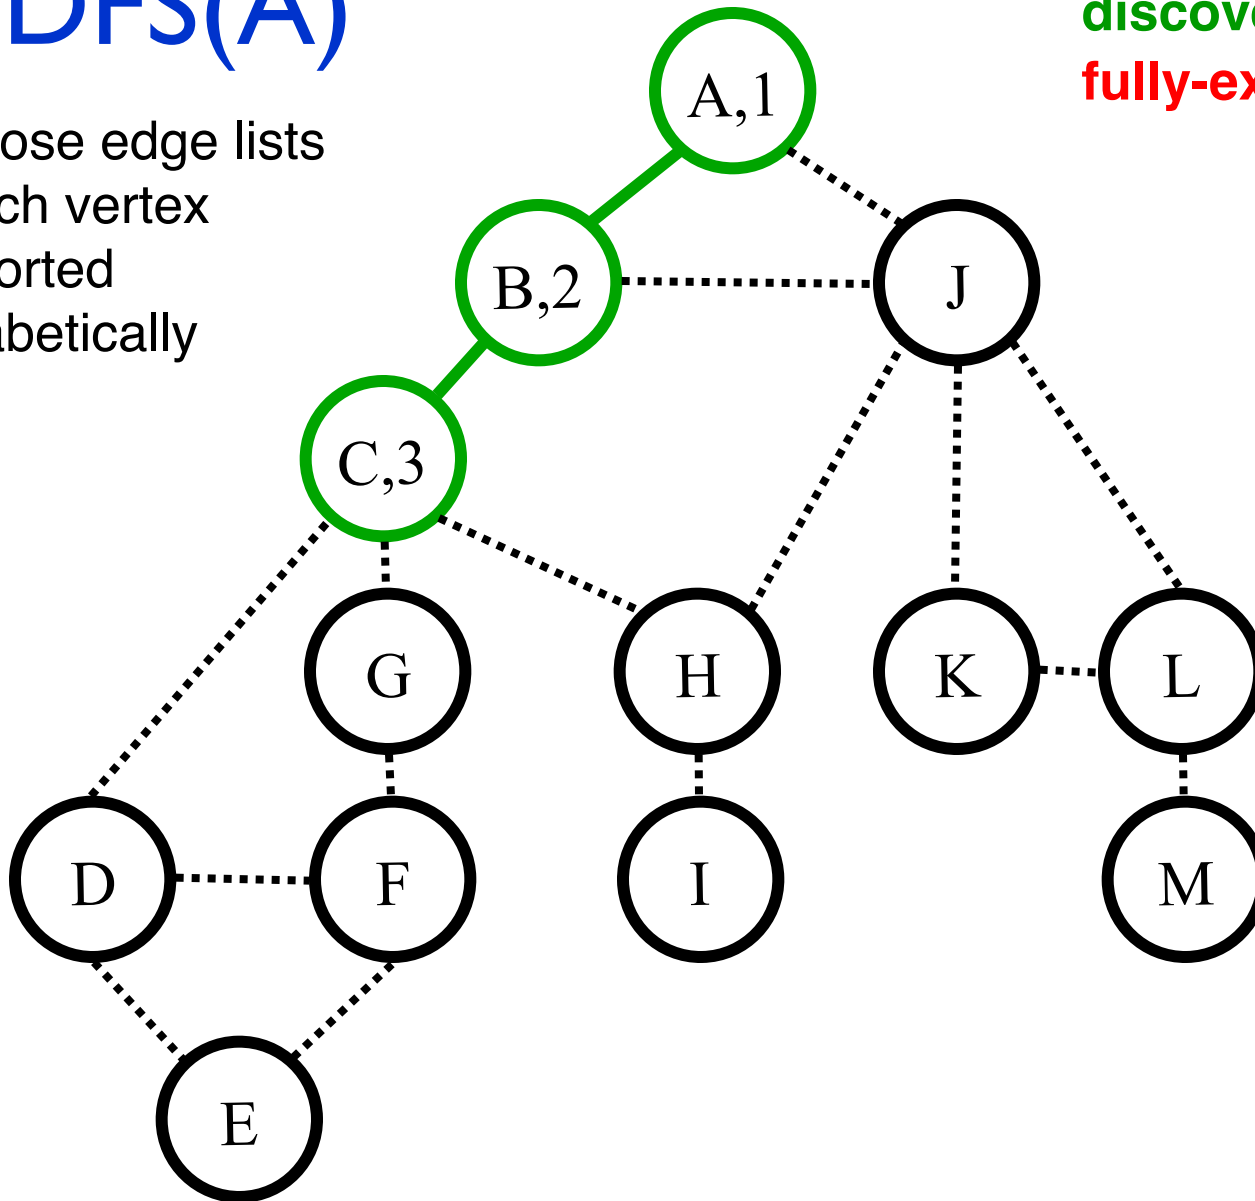 DFS(A)
discove
fully-ex
ose edge lists
ch vertex
orted
abetically
A,1
B,2
J
C,3
G
H
K
L
D
F
I
M
E